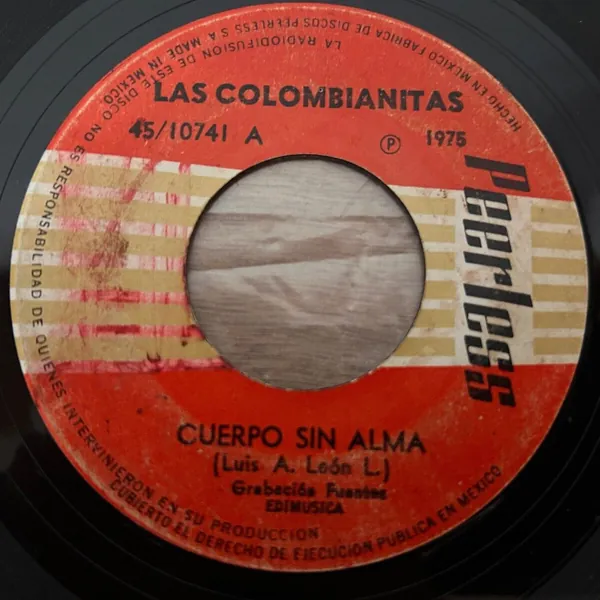 HECHO EN MEXICO FABRICA DE DISCOS PEERLESS S.A. MADE IN MEXICO
LA RADIODIFUSION DE ESTE DISCO NO ES RESPONSABILIDAD DE QUIENES INTERVINIERON EN SU PRODUCCION
LAS COLOMBIANITAS
45/10741 A
Ⓟ 1975
Peerless
CUERPO SIN ALMA
(Luis A. León L.)
Grabación Fuentes
EDIMUSICA
CUBIERTO EL DERECHO DE EJECUCION PUBLICA EN MEXICO